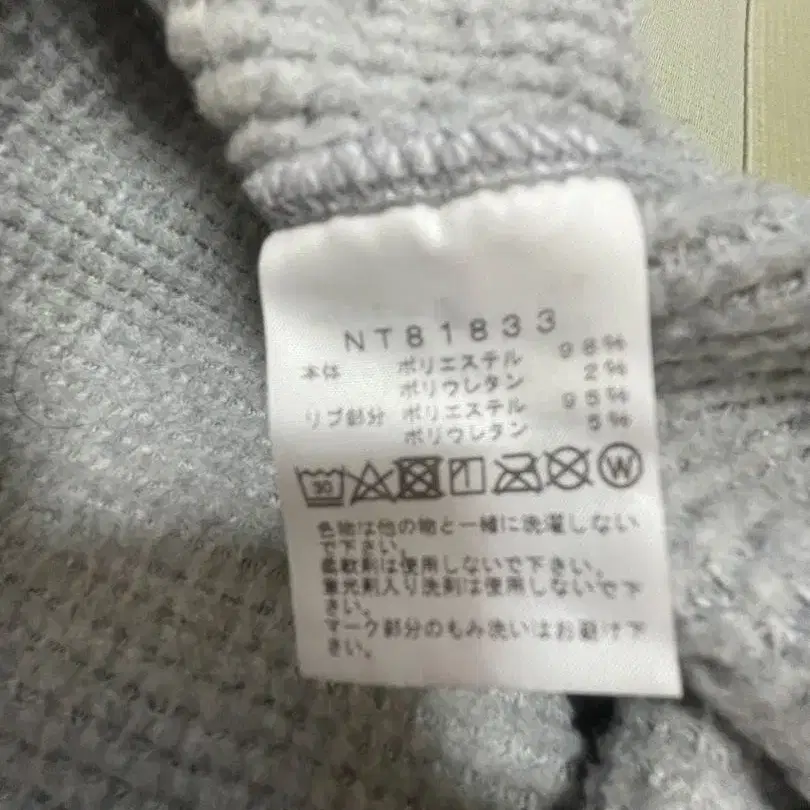 NT81833
本体 ポリエステル 98%
ポリウレタン 2%
リブ部分 ポリエステル 95%
ポリウレタン 5%
30 W
色物は他の物と一緒に洗濯しない
で下さい。
柔軟剤は使用しないで下さい。
蛍光剤入り洗剤は使用しないで下
さい。
マーク部分のもみ洗いはお避け下
さい。